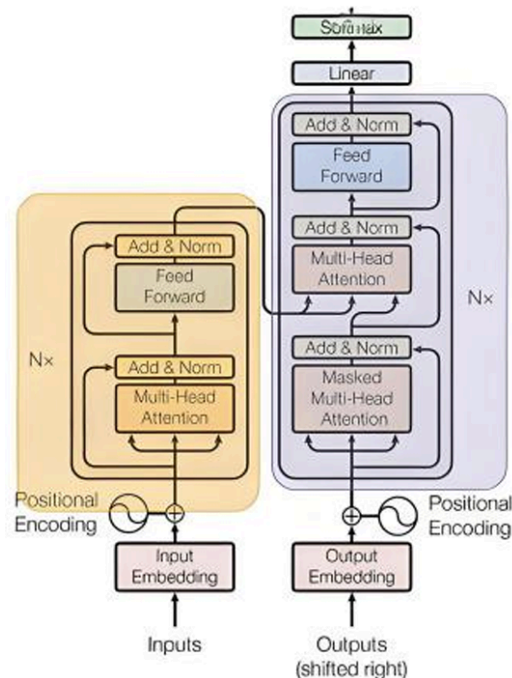 Softmax
Linear
Add & Norm
Feed
Forward
Add & Norm
Multi-Head
Attention
Nx
Add & Norm
Masked
Multi-Head
Attention
Add & Norm
Feed
Forward
Nx
Add & Norm
Multi-Head
Attention
Positional
Encoding
Positional
Encoding
Input
Embedding
Output
Embedding
Inputs
Outputs
(shifted right)